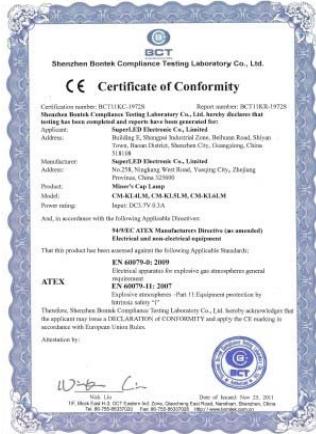 BCT
Shenzhen Bontek Compliance Testing Laboratory Co., Ltd.
CE Certificate of Conformity
Certification number: BCT11KC-1972S Report number: BCT11KR-1972S
Shenzhen Bontek Compliance Testing Laboratory Co., Ltd. hereby declares that
testing has been completed and reports have been generated for:
Applicant: SuperLED Electronic Co., Limited
Address: Building E, Shangpai Industrial Zone, Beihuan Road, Shiyan
Town, Baoan District, Shenzhen City, Guangdong, China
518108
Manufacturer: SuperLED Electronic Co., Limited
Address: No.258, Ningkang West Road, Yueqing City, Zhejiang
Province, China 325600
Product: Miner's Cap Lamp
Model: CM-KL4LM, CM-KL5LM, CM-KL6LM
Power rating: Input: DC3.7V 0.3A
And, in accordance with the following Applicable Directives:
94/9/EC ATEX Manufacturers Directive (as amended)
Electrical and non-electrical equipment
That this product has been assessed against the following Applicable Standards:
EN 60079-0: 2009
Electrical apparatus for explosive gas atmospheres general
requirement
ATEX EN 60079-11: 2007
Explosive atmospheres -Part 11:Equipment protection by
Intrinsic safety "i"
Therefore, Shenzhen Bontek Compliance Testing Laboratory Co., Ltd. hereby acknowledges that
the applicant may issue a DECLARATION of CONFORMITY and apply the CE marking in
accordance with European Union Rules.
Attestation by:
BCT
Date of Issued: Nov 23, 2011